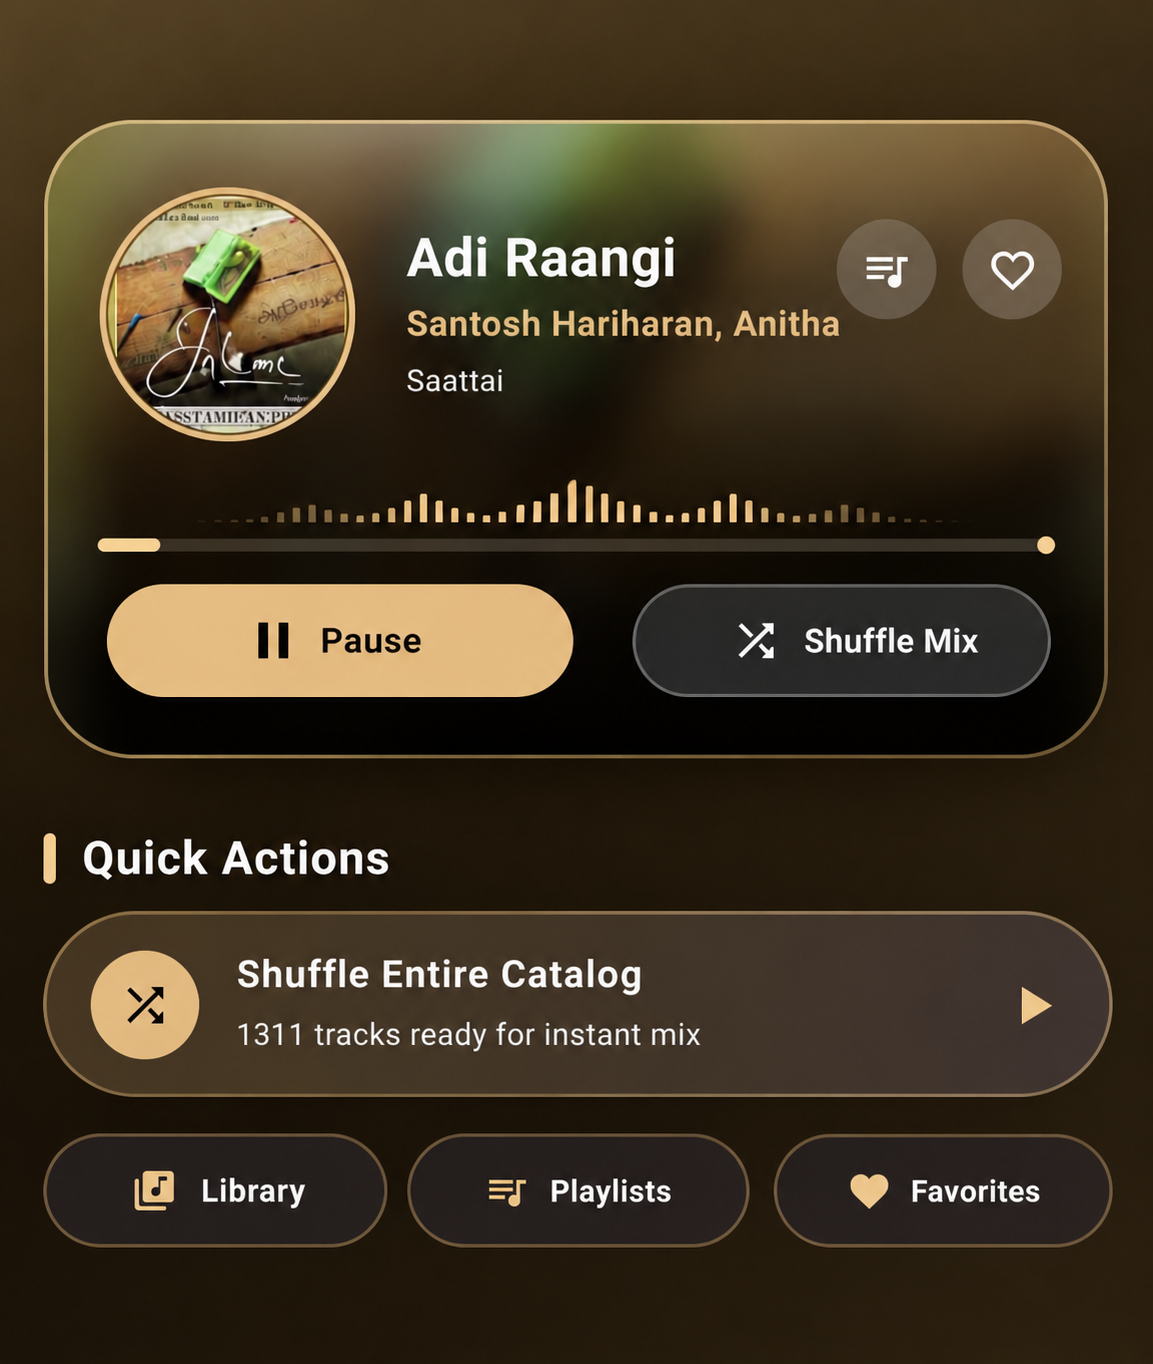 Adi Raangi
Santosh Hariharan, Anitha
Saattai
Pause
Shuffle Mix
Quick Actions
Shuffle Entire Catalog
1311 tracks ready for instant mix
Library
Playlists
Favorites